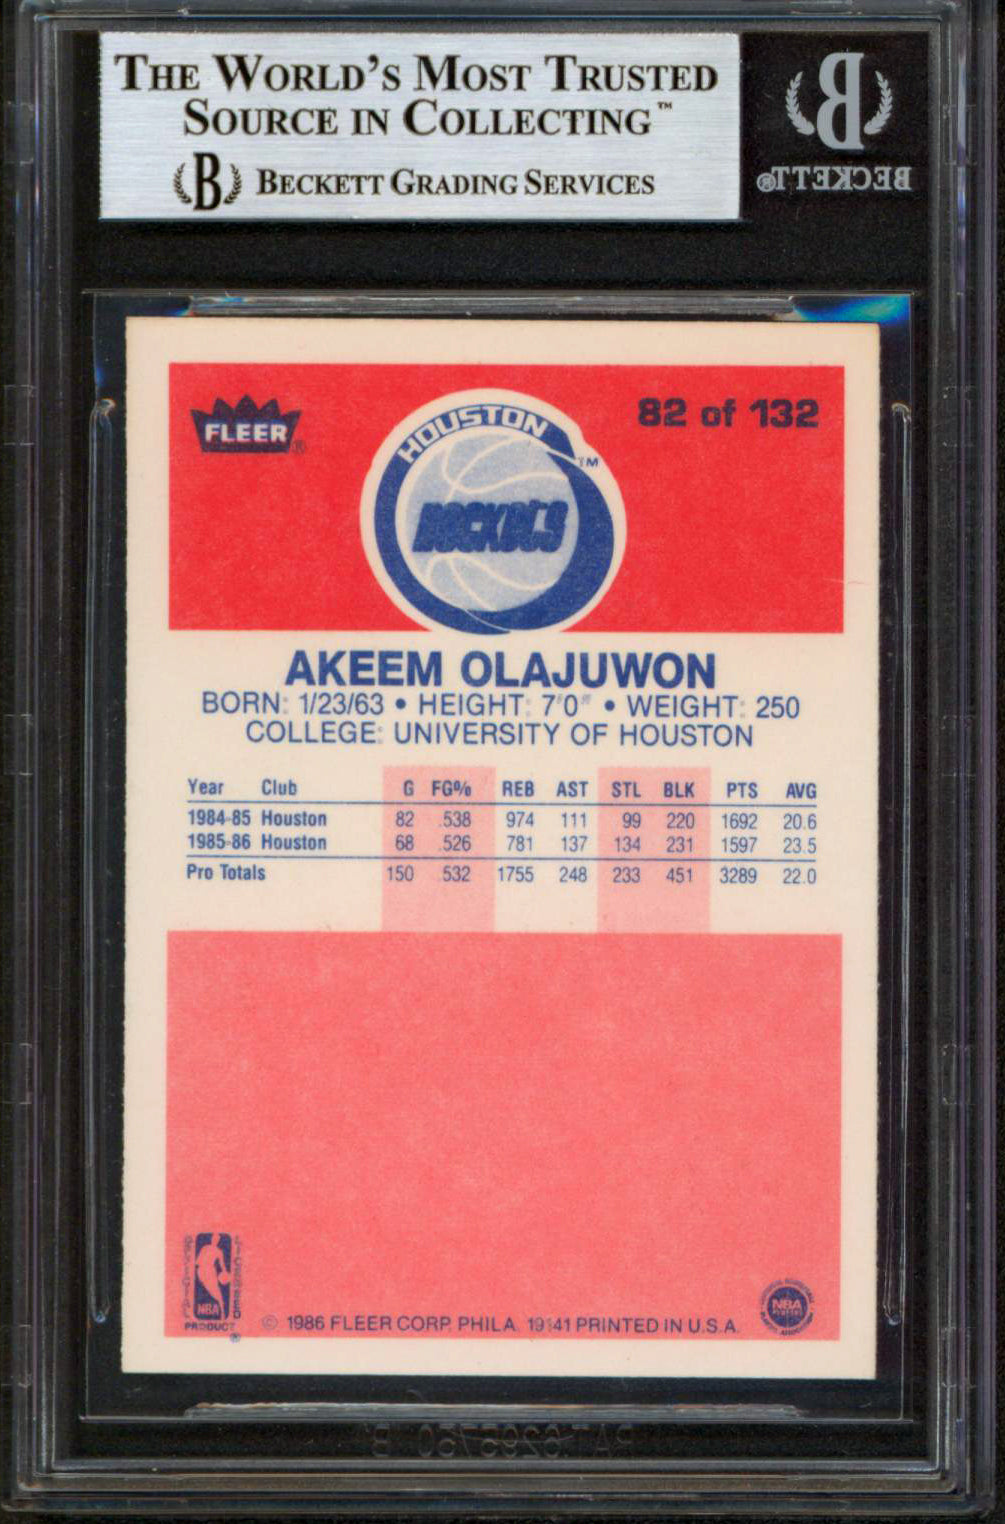 THE WORLD'S MOST TRUSTED
SOURCE IN COLLECTING™
B BECKETT GRADING SERVICES
B
BECKETT®
FLEER®
82 of 132
HOUSTON
TM
AKEEM OLAJUWON
BORN: 1/23/63 • HEIGHT: 7'0" • WEIGHT: 250
COLLEGE: UNIVERSITY OF HOUSTON
Year Club G FG% REB AST STL BLK PTS AVG
1984-85 Houston 82 .538 974 111 99 220 1692 20.6
1985-86 Houston 68 .526 781 137 134 231 1597 23.5
Pro Totals 150 .532 1755 248 233 451 3289 22.0
NBA
PRODUCT
®
© 1986 FLEER CORP. PHILA. 19141 PRINTED IN U.S.A.
NBA